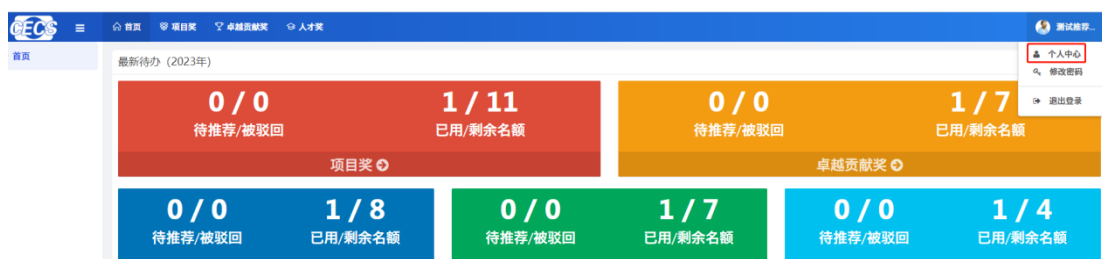 CECS 首页 项目奖 卓越贡献奖 人才奖 测试推荐...
首页
最新待办（2023年）
个人中心
修改密码
退出登录
0 / 0 1 / 11
待推荐/被驳回 已用/剩余名额
项目奖
0 / 0 1 / 7
待推荐/被驳回 已用/剩余名额
卓越贡献奖
0 / 0 1 / 8
待推荐/被驳回 已用/剩余名额
0 / 0 1 / 7
待推荐/被驳回 已用/剩余名额
0 / 0 1 / 4
待推荐/被驳回 已用/剩余名额